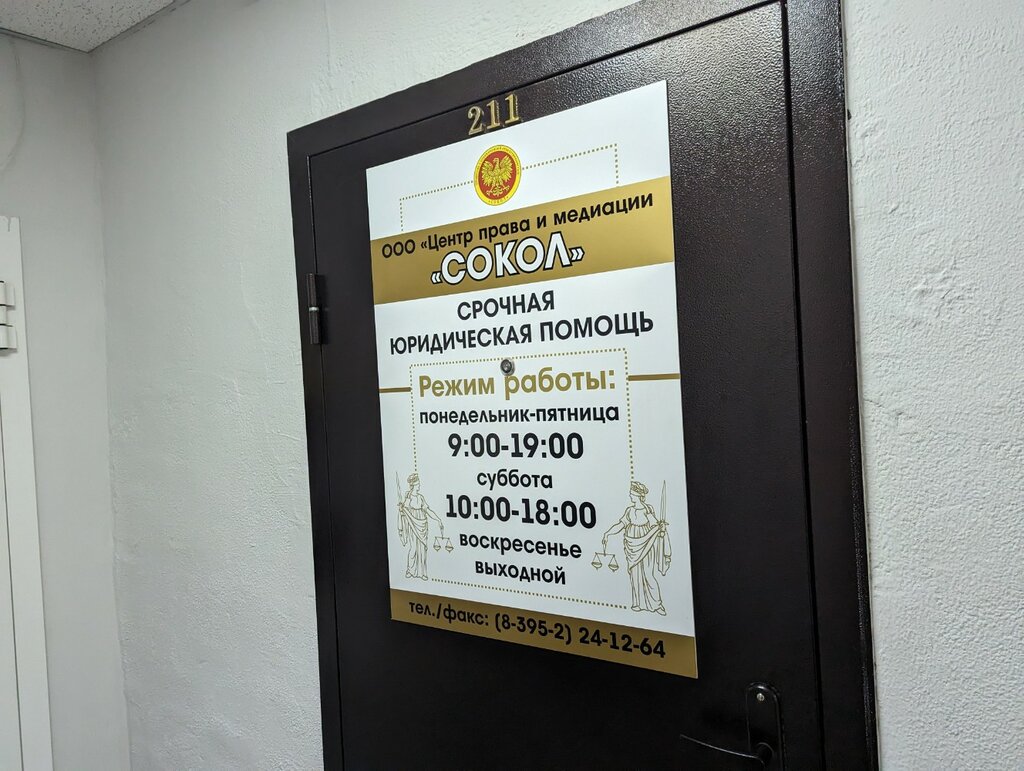 211
ООО «Центр права и медиации
«СОКОЛ»
СРОЧНАЯ
ЮРИДИЧЕСКАЯ ПОМОЩЬ
Режим работы:
понедельник-пятница
9:00-19:00
суббота
10:00-18:00
воскресенье
выходной
тел./факс: (8-395-2) 24-12-64